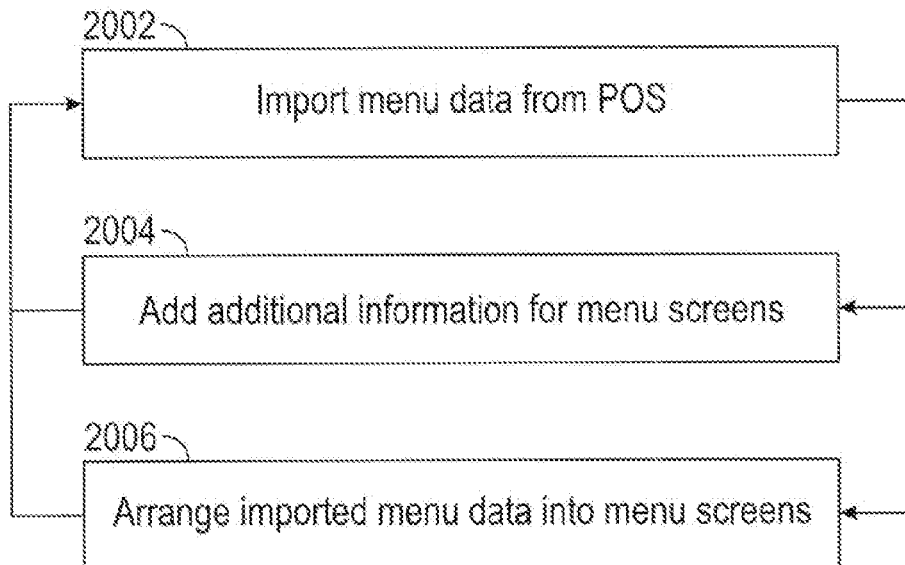 2002
Import menu data from POS
2004
Add additional information for menu screens
2006
Arrange imported menu data into menu screens